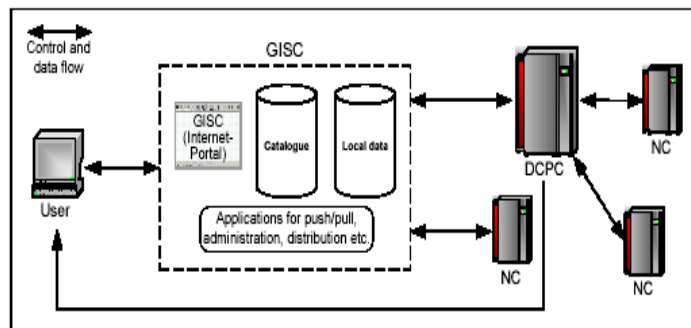 Control and
data flow
GISC
GISC
(Internet-
Portal)
Catalogue
Local data
Applications for push/pull,
administration, distribution etc.
User
DCPC
NC
NC
NC